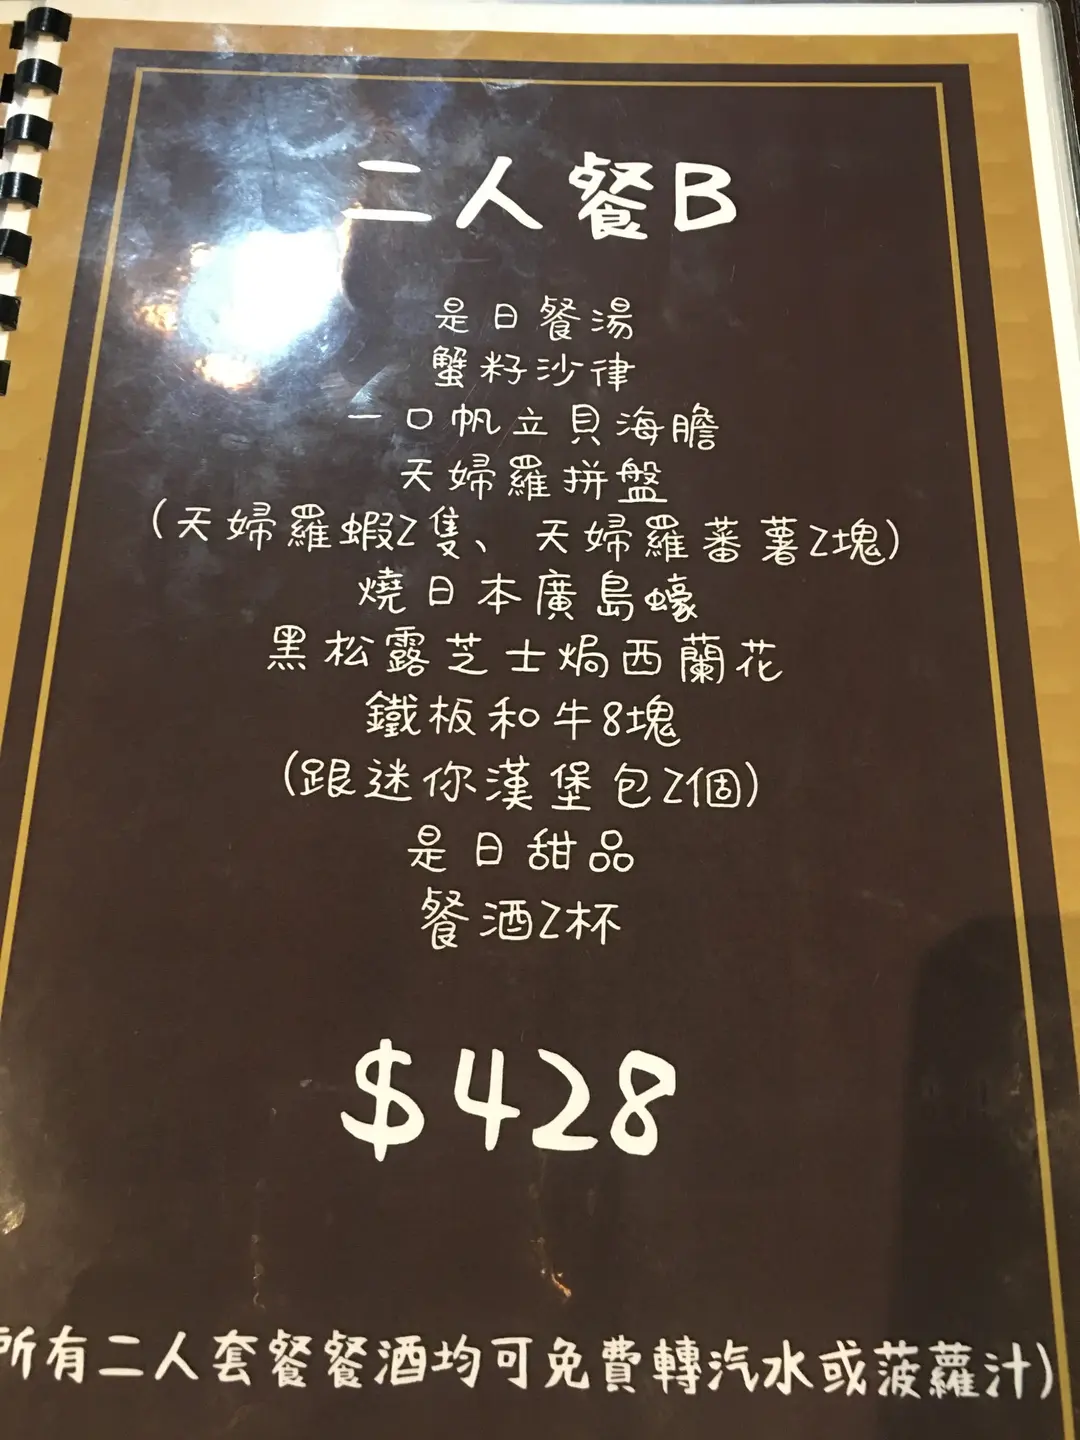 二人餐B
是日餐湯
蟹籽沙律
一口帆立貝海膽
天婦羅拼盤
(天婦羅蝦2隻、天婦羅蕃薯2塊)
燒日本廣島蠔
黑松露芝士焗西蘭花
鐵板和牛8塊
(跟迷你漢堡包2個)
是日甜品
餐酒2杯
$428
所有二人套餐餐酒均可免費轉汽水或菠蘿汁)